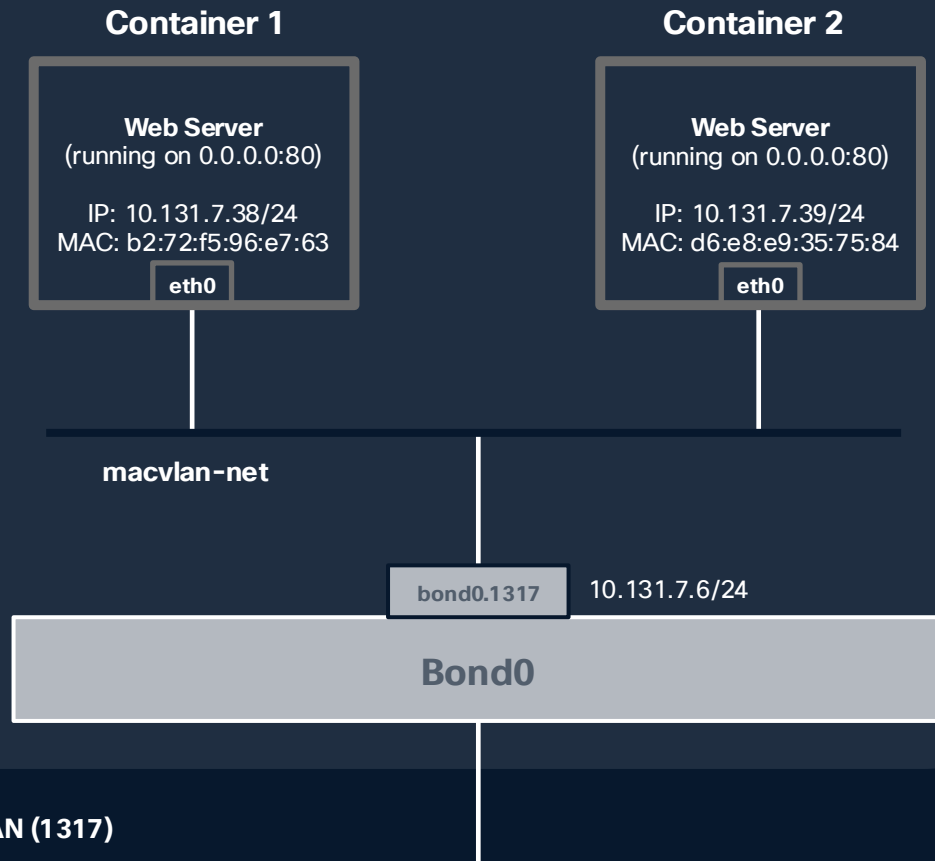 Container 1
Container 2
Web Server
(running on 0.0.0.0:80)
IP: 10.131.7.38/24
MAC: b2:72:f5:96:e7:63
eth0
Web Server
(running on 0.0.0.0:80)
IP: 10.131.7.39/24
MAC: d6:e8:e9:35:75:84
eth0
macvlan-net
bond0.1317
10.131.7.6/24
Bond0
AN (1317)